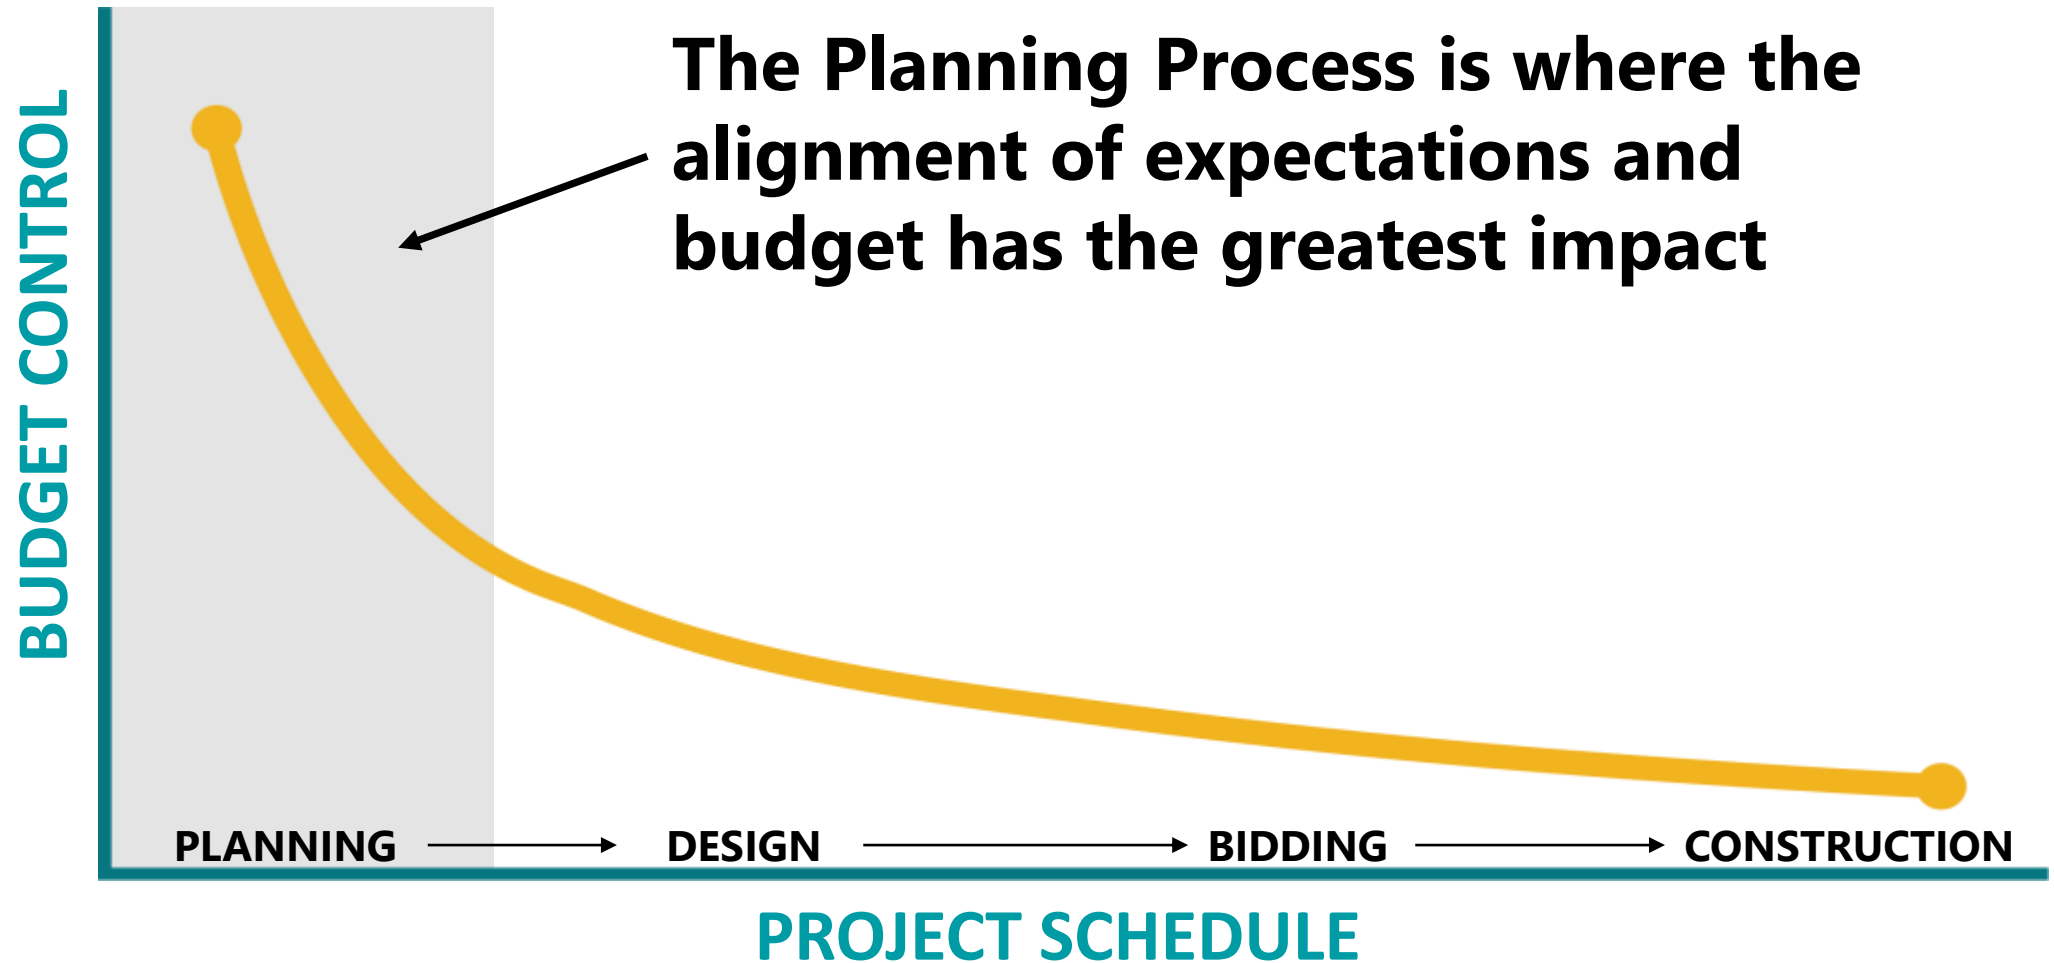 The Planning Process is where the
alignment of expectations and
budget has the greatest impact
BUDGET CONTROL
PLANNING
DESIGN
BIDDING
CONSTRUCTION
PROJECT SCHEDULE